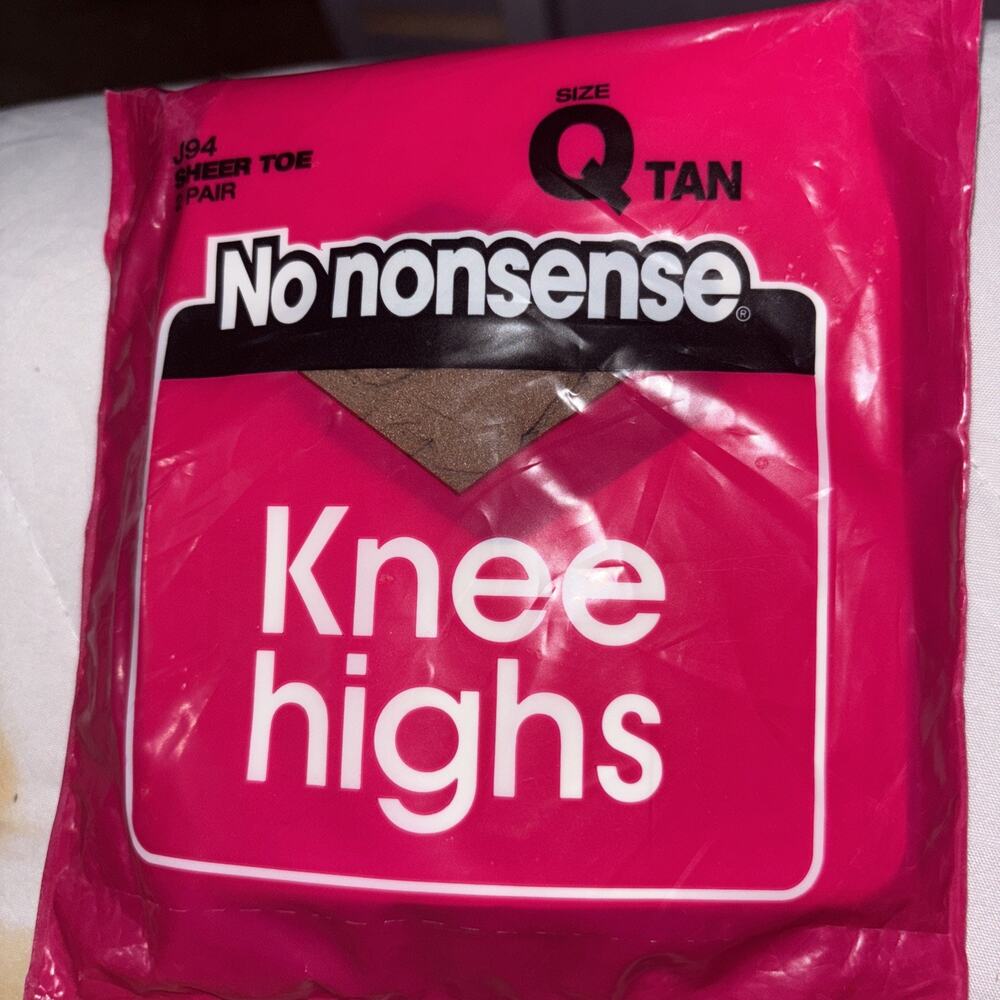 J94
SHEER TOE
PAIR
SIZE
Q TAN
No nonsense®
Knee
highs